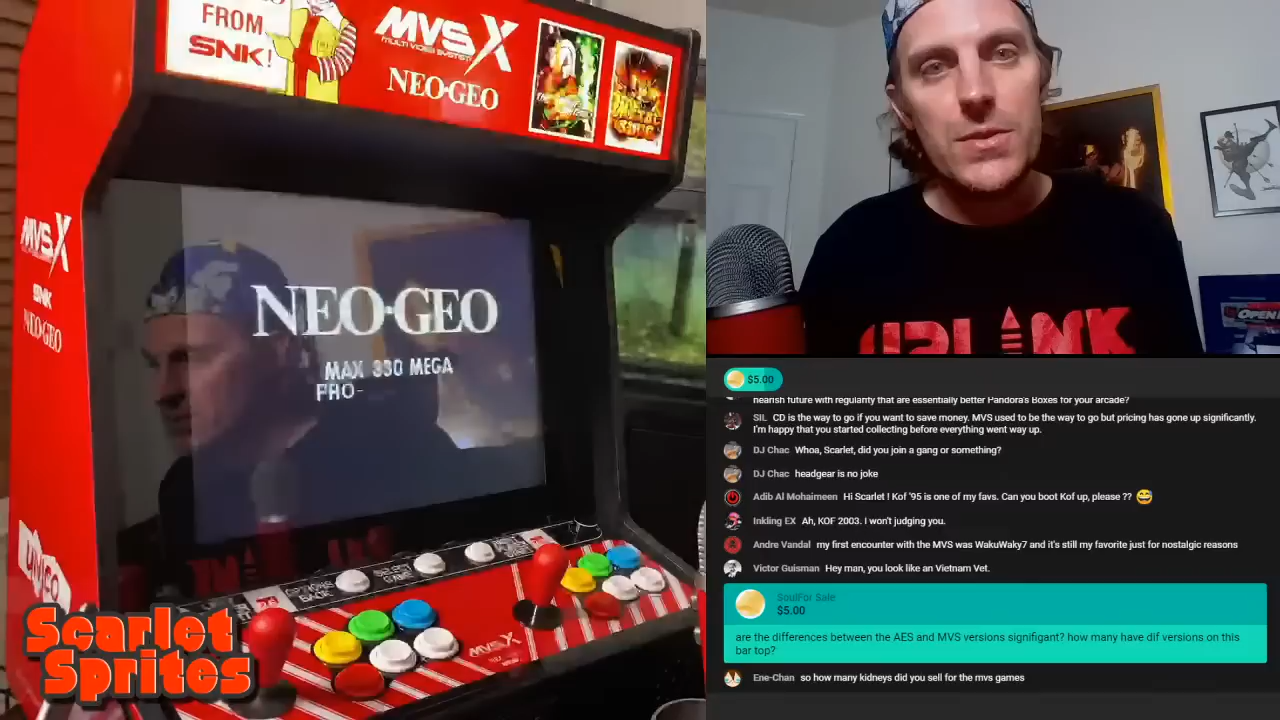 FROM
SNK!
MVSX
MULTI VIDEO SYSTEM
NEO·GEO
MVSX
SNK
NEO·GEO
NEO·GEO
MAX 330 MEGA
PRO-
OPTIONS
BACK
SELECT
GAME
MVSX
Scarlet
Sprites
OPEN
$5.00
nearish future with regularity that are essentially better Pandora's Boxes for your arcade?
SIL CD is the way to go if you want to save money. MVS used to be the way to go but pricing has gone up significantly.
I'm happy that you started collecting before everything went way up.
DJ Chac Whoa, Scarlet, did you join a gang or something?
DJ Chac headgear is no joke
Adib Al Mohaimeen Hi Scarlet ! Kof '95 is one of my favs. Can you boot Kof up, please ?? 😅
Inkling EX Ah, KOF 2003. I won't judging you.
Andre Vandal my first encounter with the MVS was WakuWaky7 and it's still my favorite just for nostalgic reasons
Victor Guisman Hey man, you look like an Vietnam Vet.
SoulFor Sale
$5.00
are the differences between the AES and MVS versions signifigant? how many have dif versions on this
bar top?
Ene-Chan so how many kidneys did you sell for the mvs games